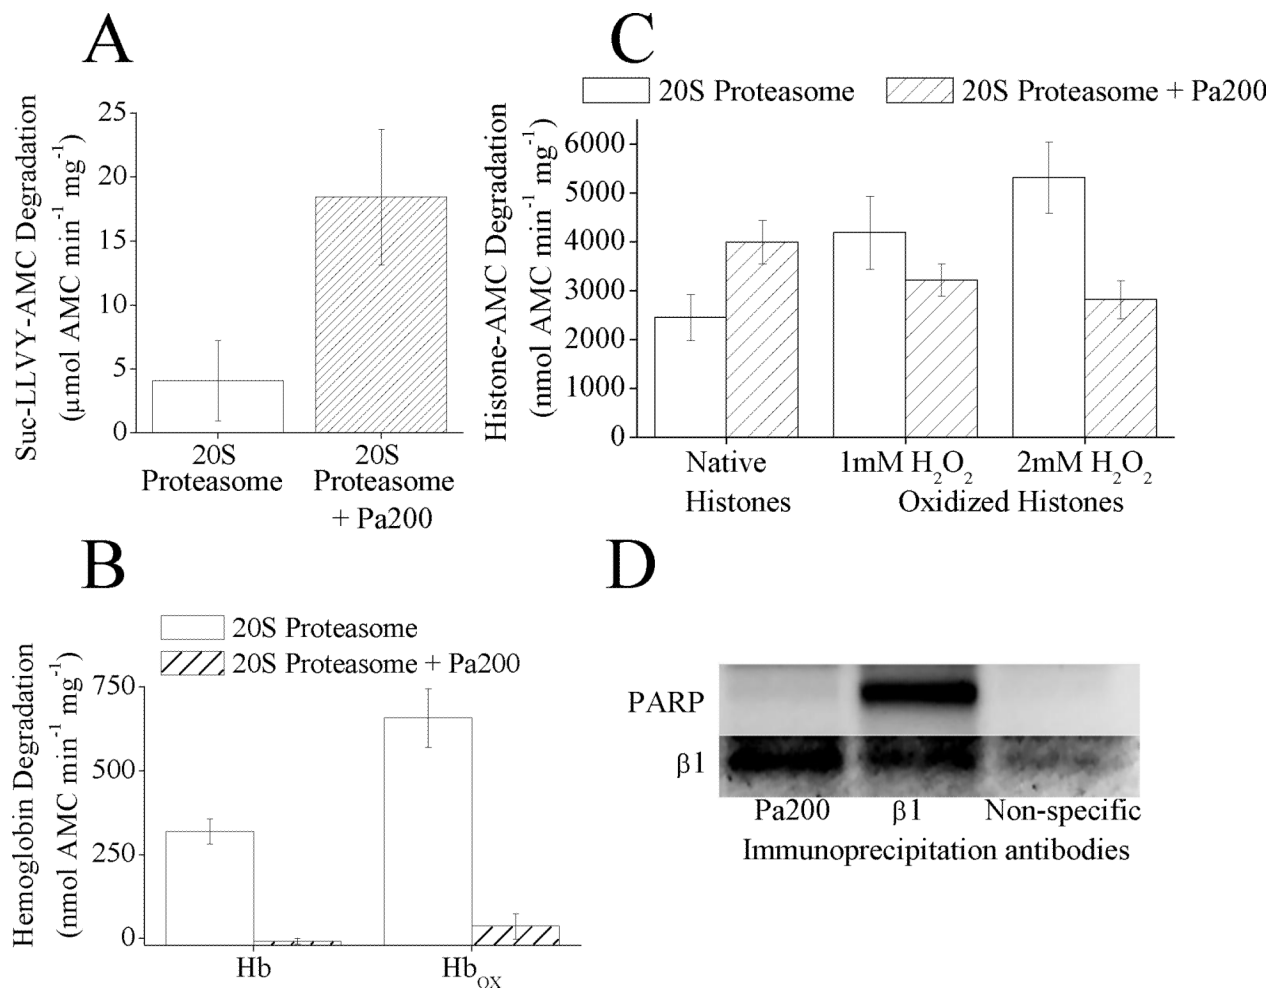 A
Suc-LLVY-AMC Degradation
(µmol AMC min⁻¹ mg⁻¹)
25
20
15
10
5
0
20S
Proteasome
20S
Proteasome
+ Pa200
C
20S Proteasome
20S Proteasome + Pa200
Histone-AMC Degradation
(nmol AMC min⁻¹ mg⁻¹)
6000
5000
4000
3000
2000
1000
0
Native
Histones
1mM H₂O₂
2mM H₂O₂
Oxidized Histones
B
20S Proteasome
20S Proteasome + Pa200
Hemoglobin Degradation
(nmol AMC min⁻¹ mg⁻¹)
750
500
250
0
Hb
Hb_OX
D
PARP
β1
Pa200
β1
Non-specific
Immunoprecipitation antibodies